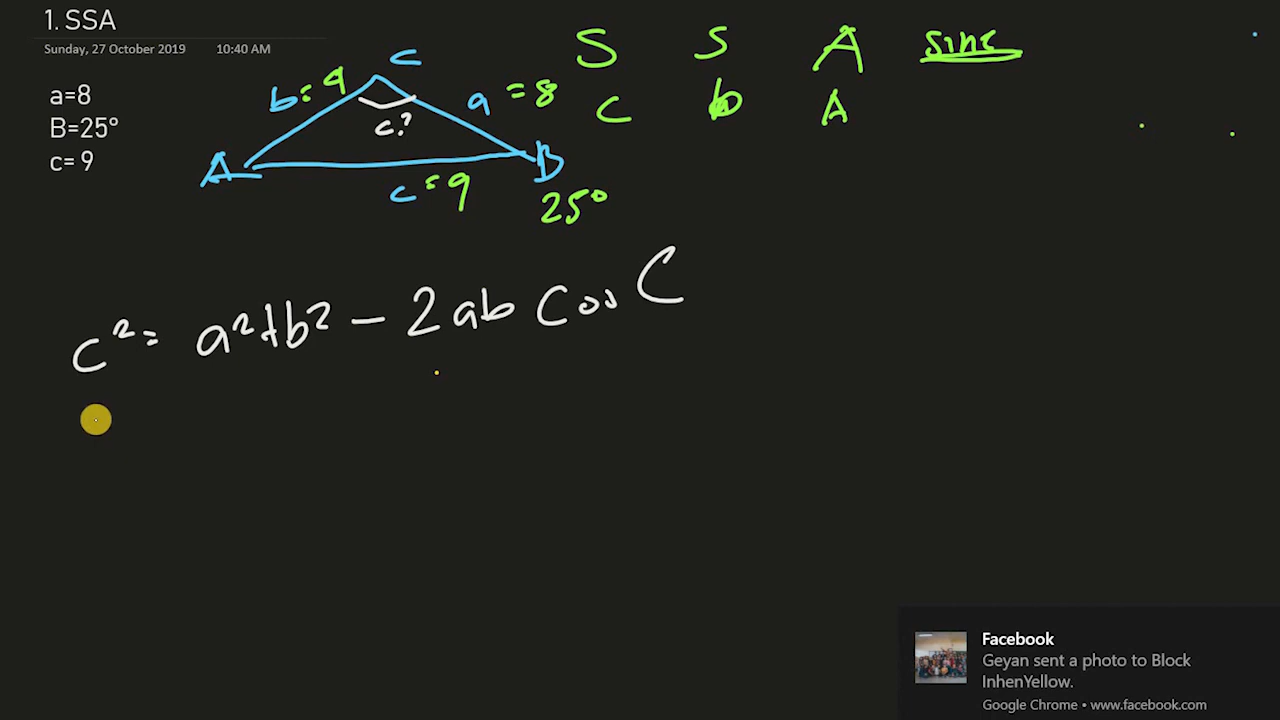 1. SSA
Sunday, 27 October 2019 10:40 AM
a=8
B=25°
c= 9
C
b = 9
a = 8
c?
A
B
c = 9
25°
S S A sine
C b A
c² = a²+b² - 2ab Cos C
Facebook
Geyan sent a photo to Block
InhenYellow.
Google Chrome • www.facebook.com